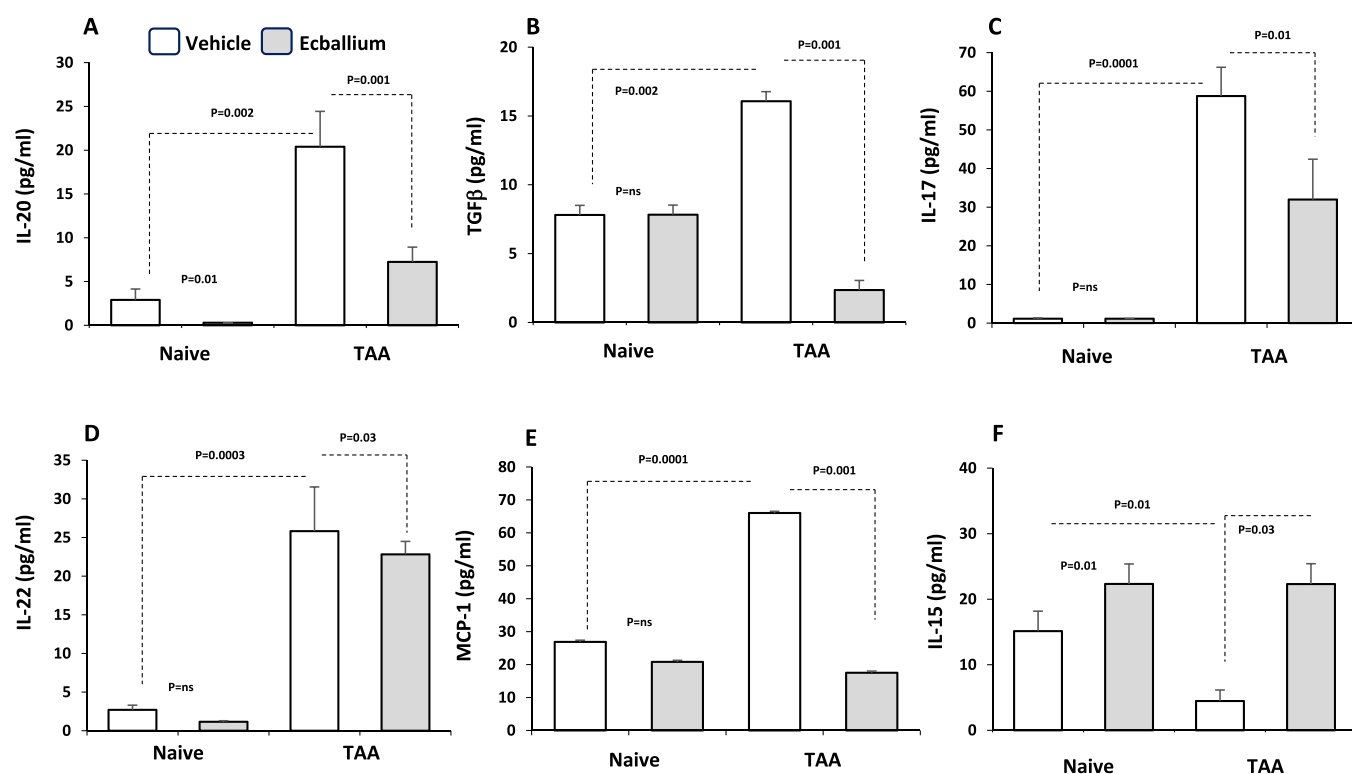 A
Vehicle
Ecballium
IL-20 (pg/ml)
30
25
20
15
10
5
0
P=0.002
P=0.001
P=0.01
Naive
TAA
B
TGFβ (pg/ml)
20
15
10
5
0
P=0.002
P=0.001
P=ns
Naive
TAA
C
IL-17 (pg/ml)
70
60
50
40
30
20
10
0
P=0.0001
P=0.01
P=ns
Naive
TAA
D
IL-22 (pg/ml)
35
30
25
20
15
10
5
0
P=0.0003
P=0.03
P=ns
Naive
TAA
E
MCP-1 (pg/ml)
80
70
60
50
40
30
20
10
0
P=0.0001
P=0.001
P=ns
Naive
TAA
F
IL-15 (pg/ml)
40
30
20
10
0
P=0.01
P=0.03
P=0.01
Naive
TAA